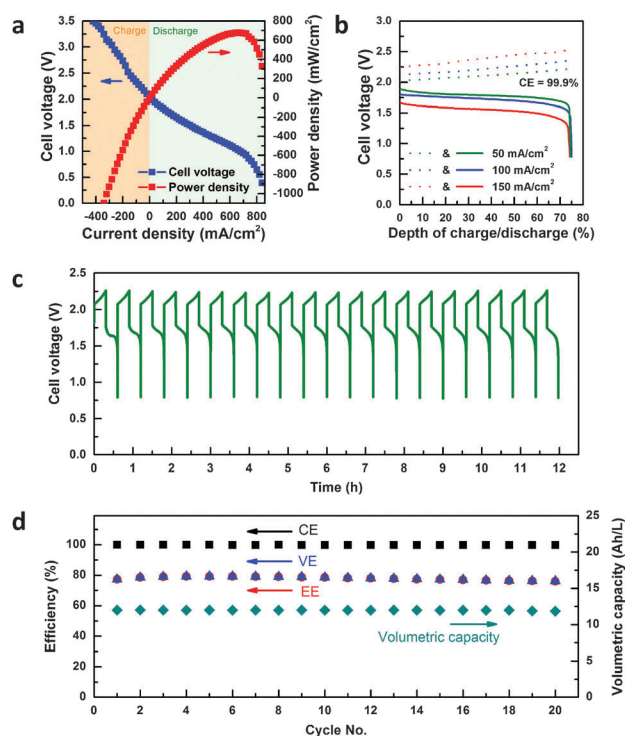 a
Charge
Discharge
Cell voltage (V)
3.5
3.0
2.5
2.0
1.5
1.0
0.5
0.0
800
600
400
200
0
-200
-400
-600
-800
-1000
Power density (mW/cm²)
Cell voltage
Power density
-400 -200 0 200 400 600 800
Current density (mA/cm²)
b
Cell voltage (V)
3.0
2.5
2.0
1.5
1.0
0.5
0.0
CE = 99.9%
& 50 mA/cm²
& 100 mA/cm²
& 150 mA/cm²
0 10 20 30 40 50 60 70 80
Depth of charge/discharge (%)
c
Cell voltage (V)
2.5
2.0
1.5
1.0
0.5
0.0
0 1 2 3 4 5 6 7 8 9 10 11 12
Time (h)
d
Efficiency (%)
100
80
60
40
20
0
CE
VE
EE
Volumetric capacity
25
20
15
10
5
0
Volumetric capacity (Ah/L)
0 2 4 6 8 10 12 14 16 18 20
Cycle No.